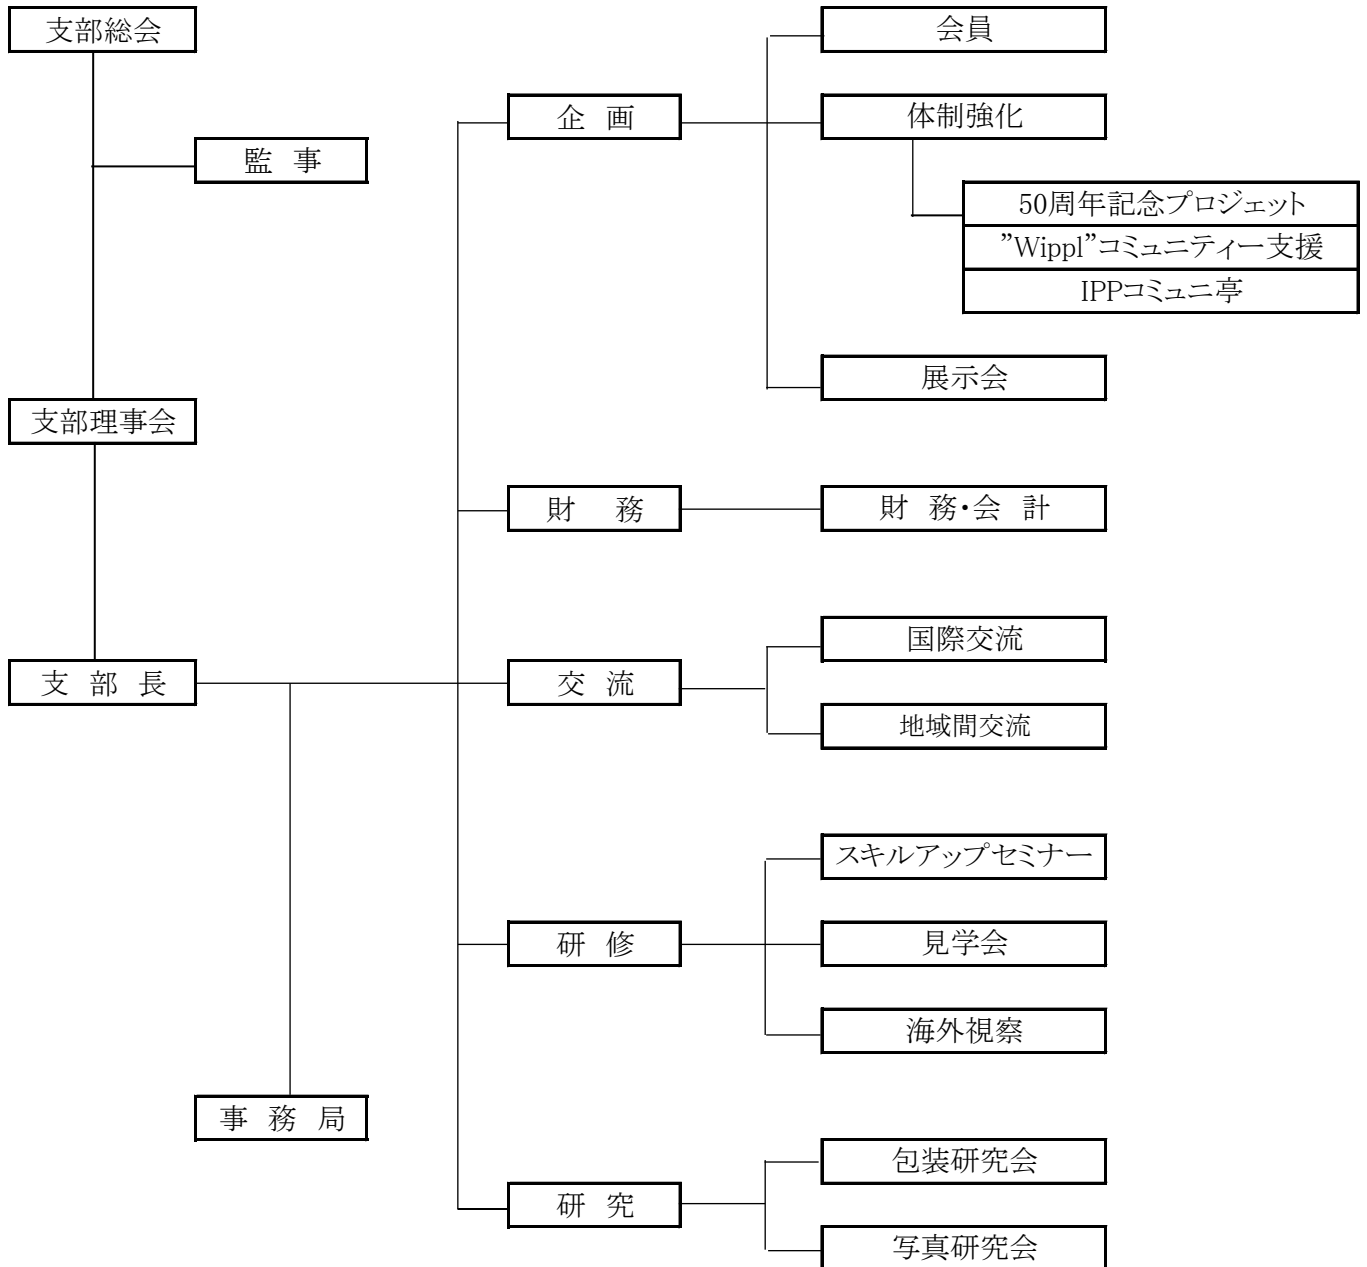 支部総会
監 事
支部理事会
支 部 長
事 務 局
企 画
会員
体制強化
50周年記念プロジェット
”Wippl”コミュニティー支援
IPPコミュニ亭
展示会
財 務
財 務・会 計
交 流
国際交流
地域間交流
研 修
スキルアップセミナー
見学会
海外視察
研 究
包装研究会
写真研究会